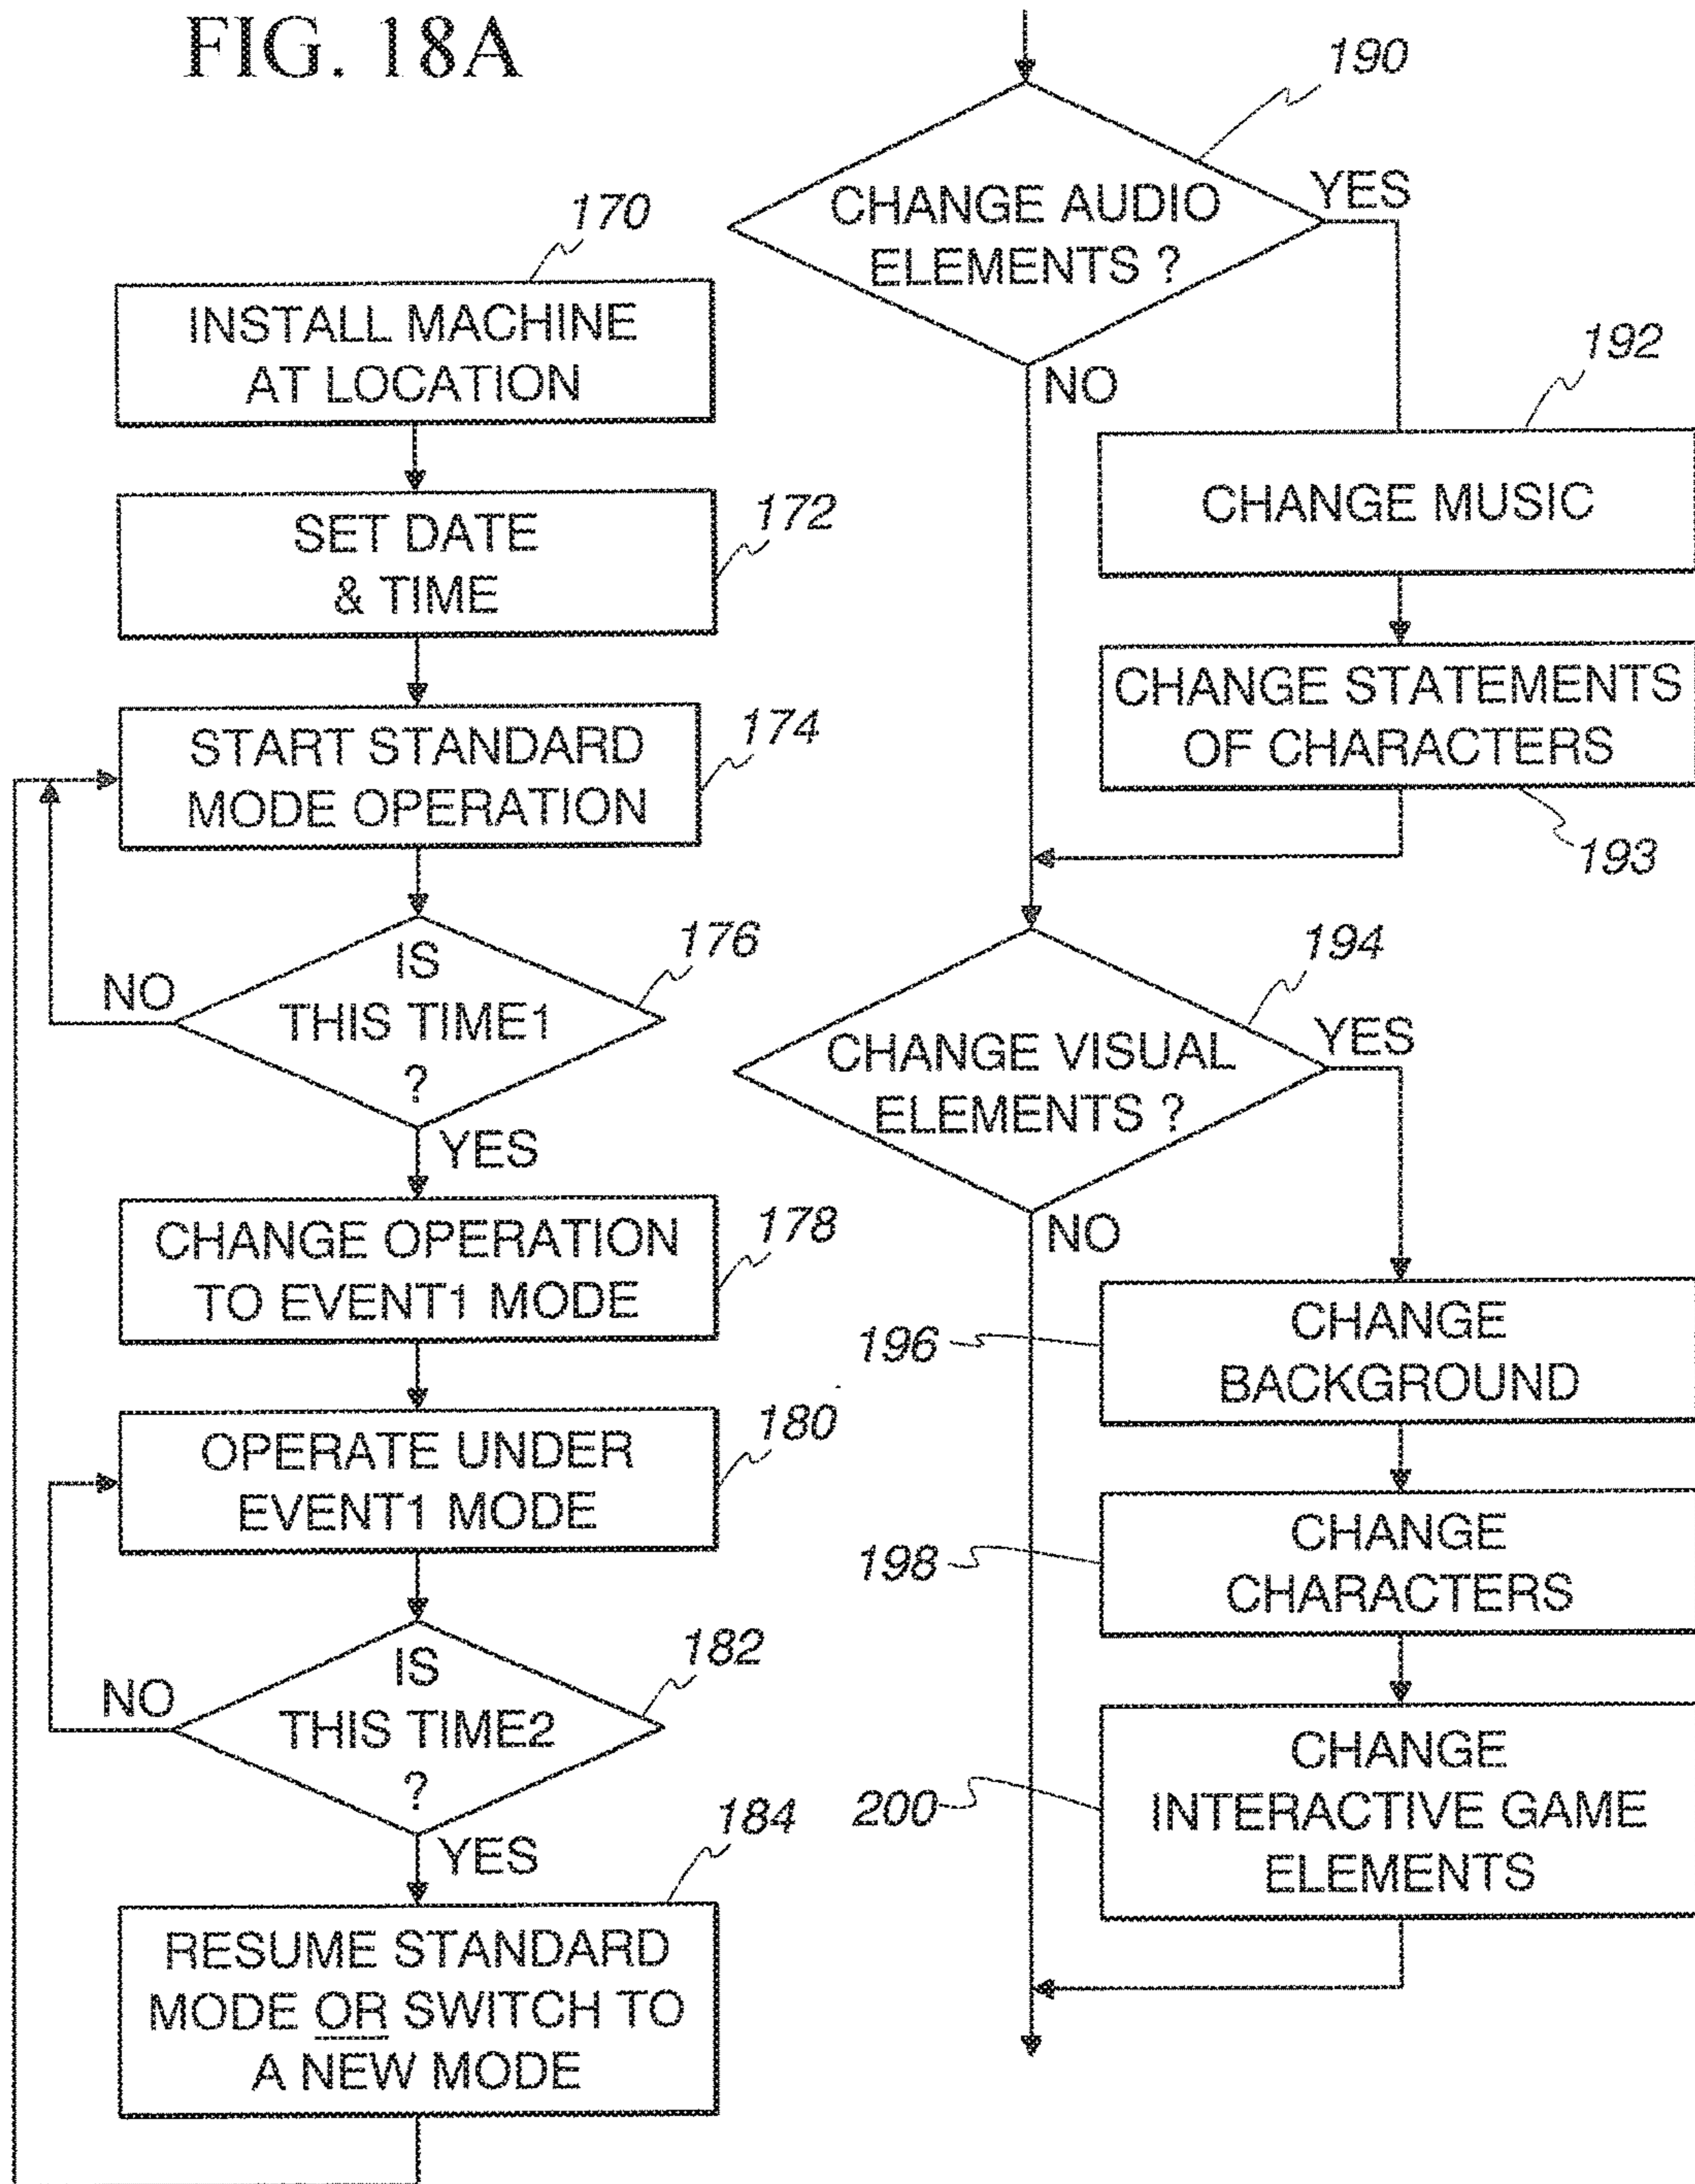 FIG. 18A
170
INSTALL MACHINE
AT LOCATION
172
SET DATE
& TIME
174
START STANDARD
MODE OPERATION
176
IS
THIS TIME1
?
NO
YES
178
CHANGE OPERATION
TO EVENT1 MODE
180
OPERATE UNDER
EVENT1 MODE
182
IS
THIS TIME2
?
NO
YES
184
RESUME STANDARD
MODE OR SWITCH TO
A NEW MODE
190
CHANGE AUDIO
ELEMENTS ?
YES
NO
192
CHANGE MUSIC
CHANGE STATEMENTS
OF CHARACTERS
193
194
CHANGE VISUAL
ELEMENTS ?
YES
NO
196
CHANGE
BACKGROUND
198
CHANGE
CHARACTERS
200
CHANGE
INTERACTIVE GAME
ELEMENTS